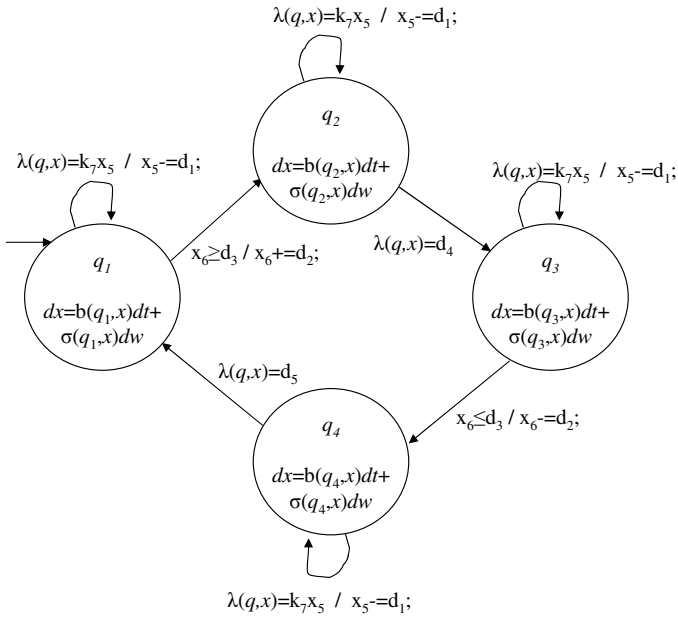 λ(q,x)=k₇x₅ / x₅-=d₁;
q₂
dx=b(q₂,x)dt+
σ(q₂,x)dw
λ(q,x)=k₇x₅ / x₅-=d₁;
λ(q,x)=k₇x₅ / x₅-=d₁;
x₆≥d₃ / x₆+=d₂;
λ(q,x)=d₄
q₁
dx=b(q₁,x)dt+
σ(q₁,x)dw
q₃
dx=b(q₃,x)dt+
σ(q₃,x)dw
λ(q,x)=d₅
x₆≤d₃ / x₆-=d₂;
q₄
dx=b(q₄,x)dt+
σ(q₄,x)dw
λ(q,x)=k₇x₅ / x₅-=d₁;